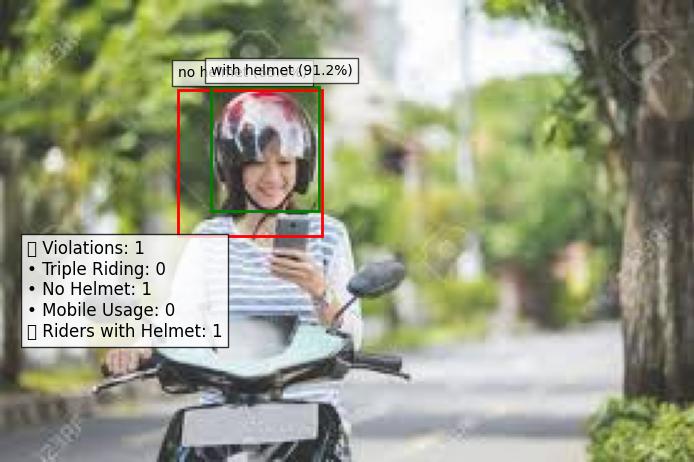 no h
with helmet (91.2%)
Violations: 1
• Triple Riding: 0
• No Helmet: 1
• Mobile Usage: 0
Riders with Helmet: 1